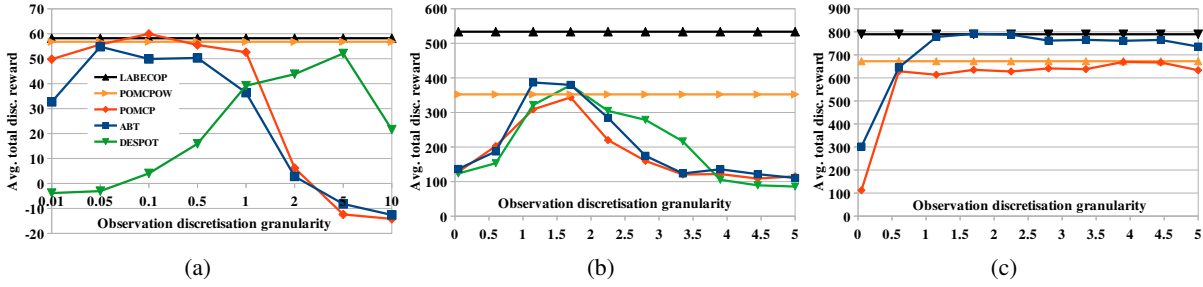 70
60
50
40
30
20
10
0
-10
-20
Avg. total disc. reward
LABECOP
POMCPOW
POMCP
ABT
DESPOT
0.01 0.05 0.1 0.5 1 2 5 10
Observation discretisation granularity
(a)
600
500
400
300
200
100
0
Avg. total disc. reward
Observation discretisation granularity
0 0.5 1 1.5 2 2.5 3 3.5 4 4.5 5
(b)
900
800
700
600
500
400
300
200
100
0
Avg. total disc. reward
Observation discretisation granularity
0 0.5 1 1.5 2 2.5 3 3.5 4 4.5 5
(c)